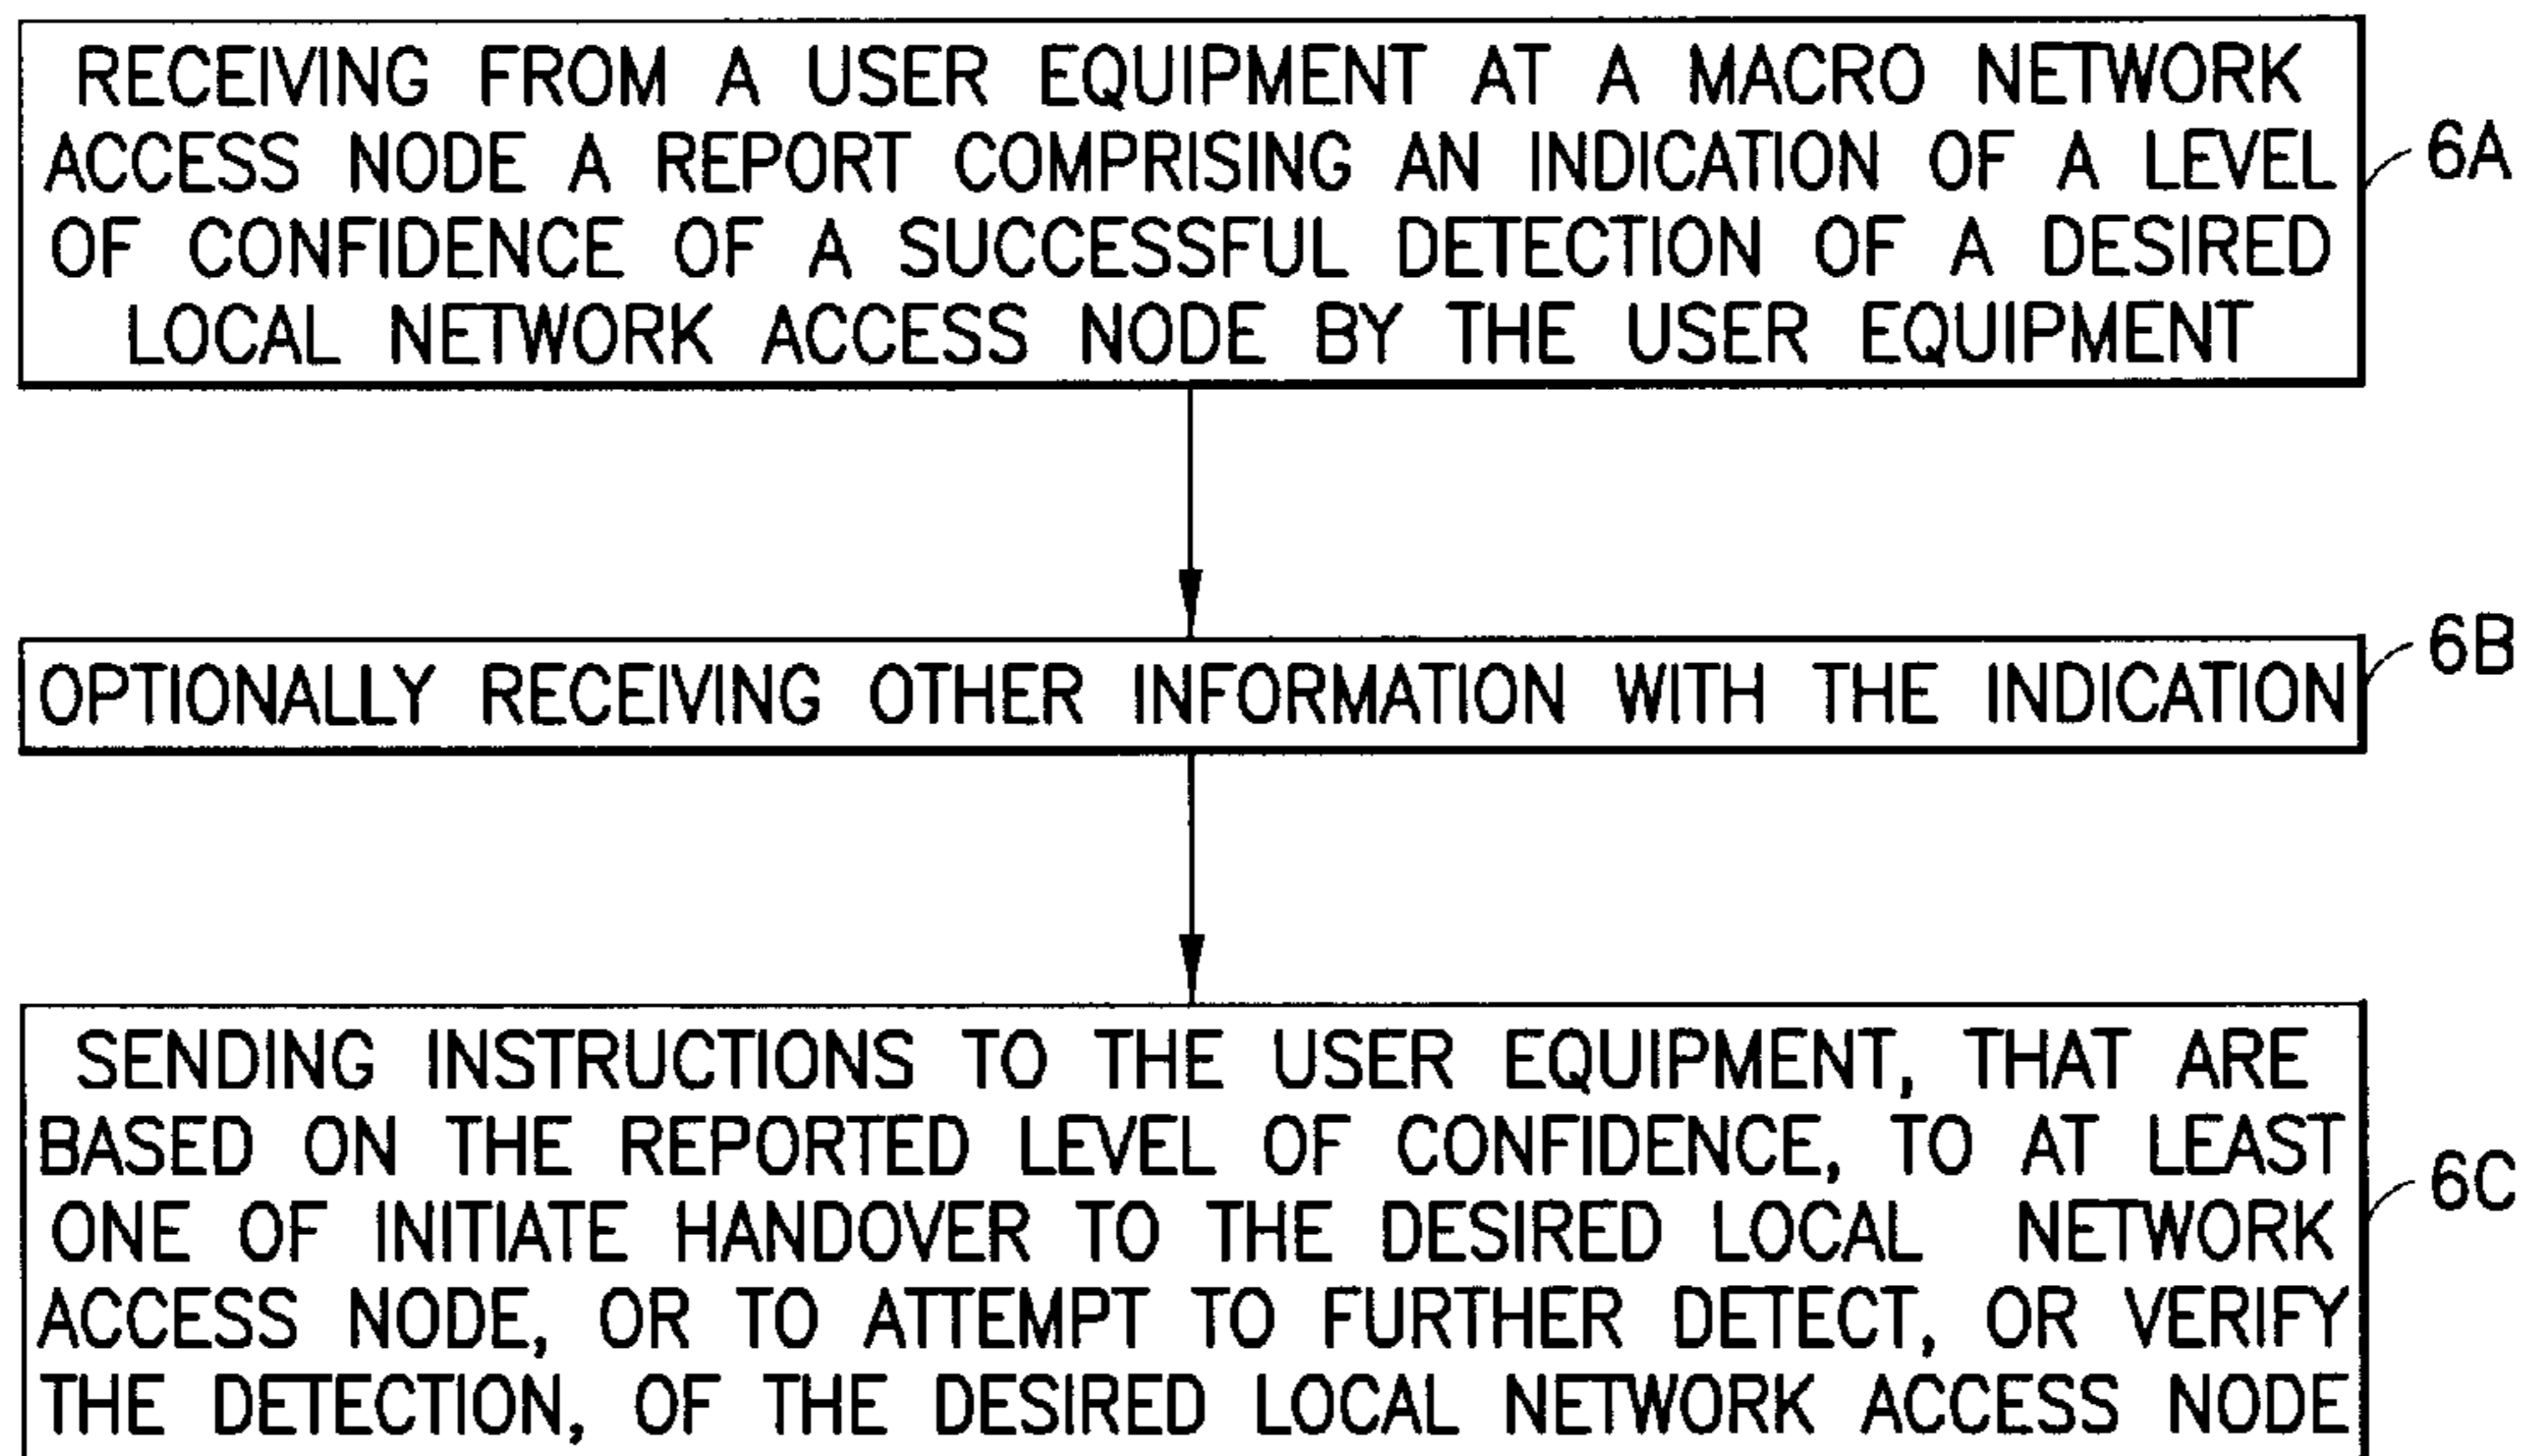 RECEIVING FROM A USER EQUIPMENT AT A MACRO NETWORK
ACCESS NODE A REPORT COMPRISING AN INDICATION OF A LEVEL
OF CONFIDENCE OF A SUCCESSFUL DETECTION OF A DESIRED
LOCAL NETWORK ACCESS NODE BY THE USER EQUIPMENT
6A
OPTIONALLY RECEIVING OTHER INFORMATION WITH THE INDICATION
6B
SENDING INSTRUCTIONS TO THE USER EQUIPMENT, THAT ARE
BASED ON THE REPORTED LEVEL OF CONFIDENCE, TO AT LEAST
ONE OF INITIATE HANDOVER TO THE DESIRED LOCAL NETWORK
ACCESS NODE, OR TO ATTEMPT TO FURTHER DETECT, OR VERIFY
THE DETECTION, OF THE DESIRED LOCAL NETWORK ACCESS NODE
6C